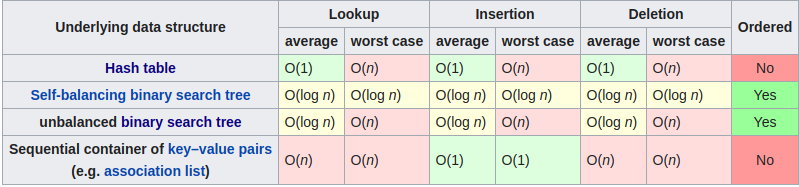 Underlying data structure Lookup Insertion Deletion Ordered
average worst case average worst case average worst case
Hash table O(1) O(n) O(1) O(n) O(1) O(n) No
Self-balancing binary search tree O(log n) O(log n) O(log n) O(log n) O(log n) O(log n) Yes
unbalanced binary search tree O(log n) O(n) O(log n) O(n) O(log n) O(n) Yes
Sequential container of key–value pairs
(e.g. association list) O(n) O(n) O(1) O(1) O(n) O(n) No